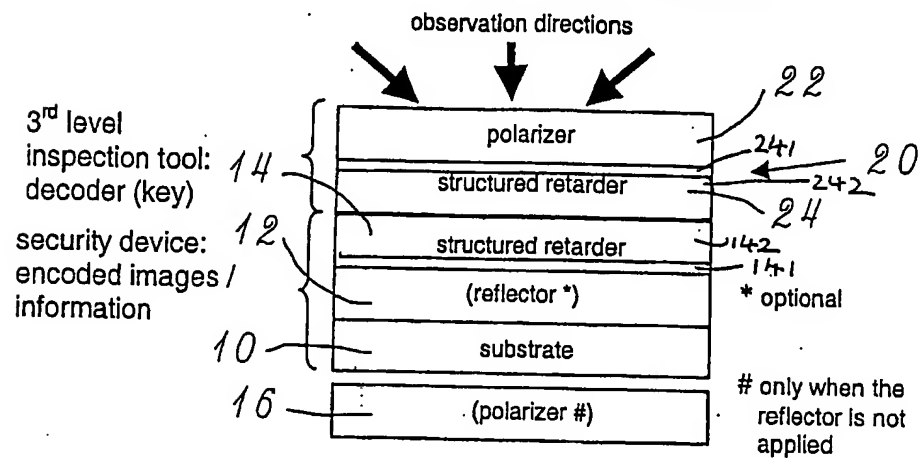 observation directions
22
polarizer
241
20
3rd level
inspection tool:
decoder (key)
14
structured retarder
242
24
security device:
encoded images /
information
12
structured retarder
142
141
(reflector *)
* optional
10
substrate
16
(polarizer #)
# only when the
reflector is not
applied